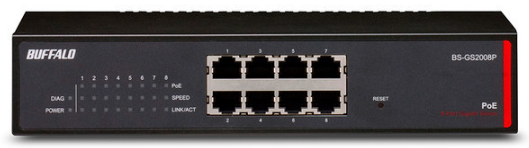 BUFFALO
BS-GS2008P
1 3 5 7
1 2 3 4 5 6 7 8
PoE
DIAG
SPEED
POWER
LINK/ACT
RESET
PoE
2 4 6 8